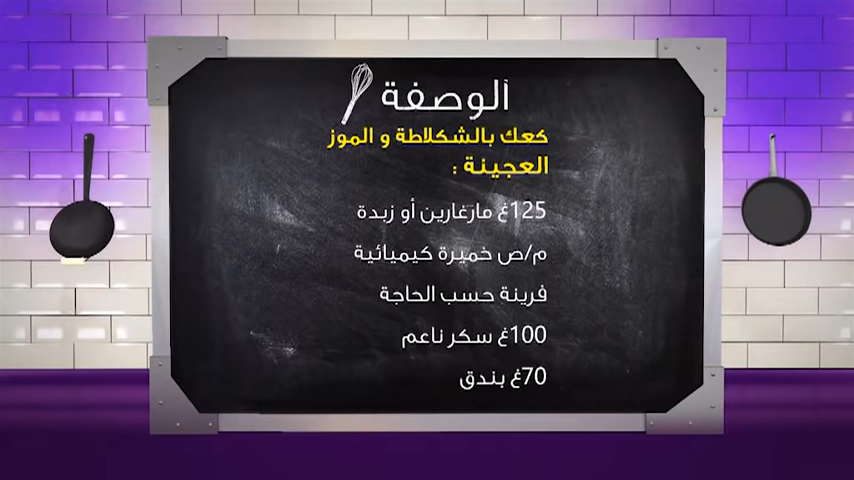 الوصفة
كعك بالشكلاطة و الموز
العجينة :
125غ مارغارين أو زبدة
م/ص خميرة كيميائية
فرينة حسب الحاجة
100غ سكر ناعم
70غ بندق